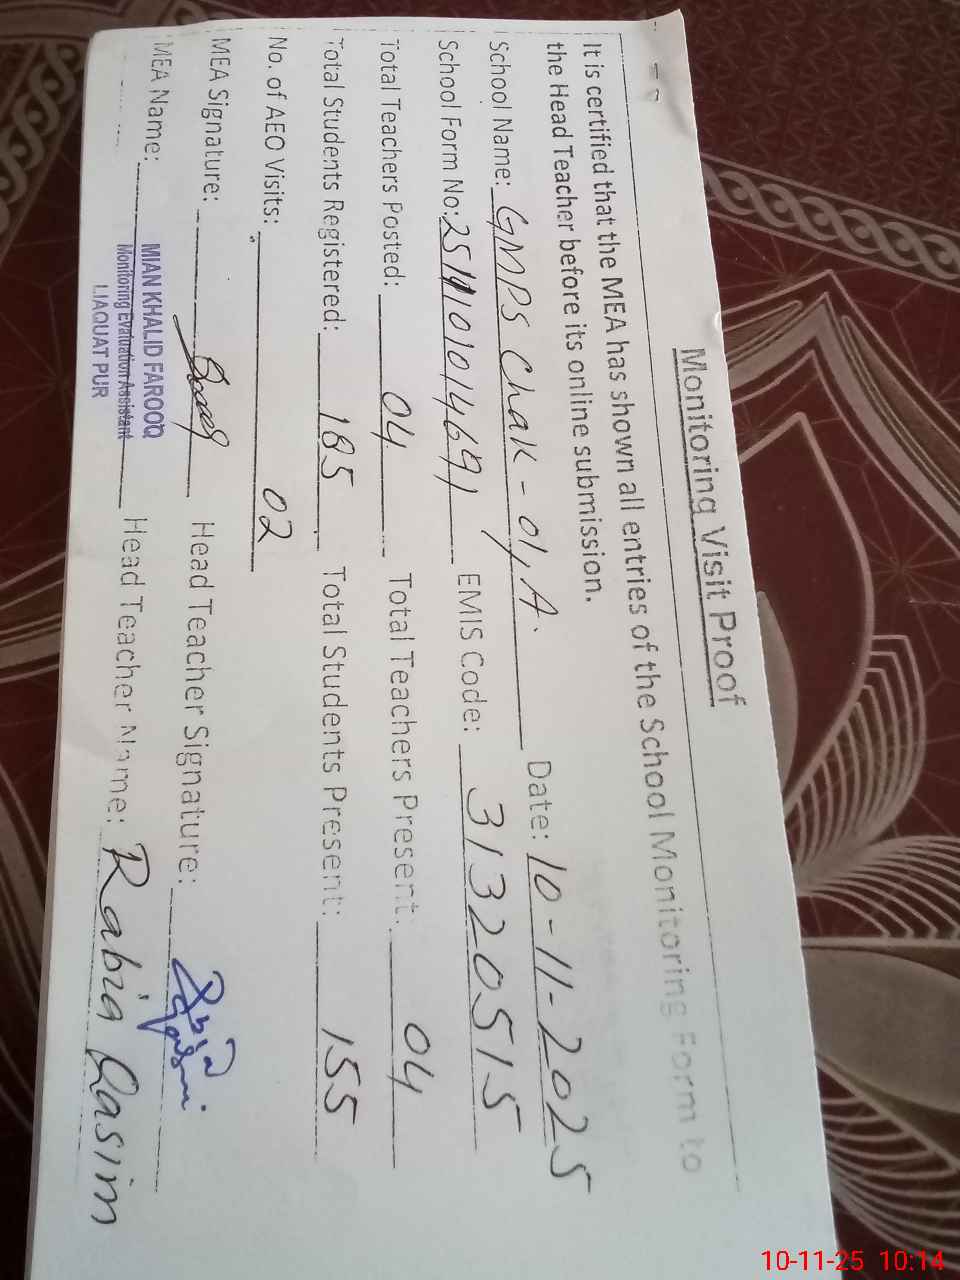 Monitoring Visit Proof
It is certified that the MEA has shown all entries of the School Monitoring Form to
the Head Teacher before its online submission.
School Name: GMPS Chak-01/A. Date: 10-11-2025
School Form No: EMIS Code: 31320515
Total Teachers Posted: 04 Total Teachers Present: 04
Total Students Registered: 185 Total Students Present: 155
No. of AEO Visits: 02
MEA Signature: Head Teacher Signature: Rabia Qasim
MEA Name: MIAN KHALID FAROOQ Head Teacher Name: Rabia Qasim
Monitoring Evaluation Assistant
LIAQUAT PUR
10-11-25 10:14